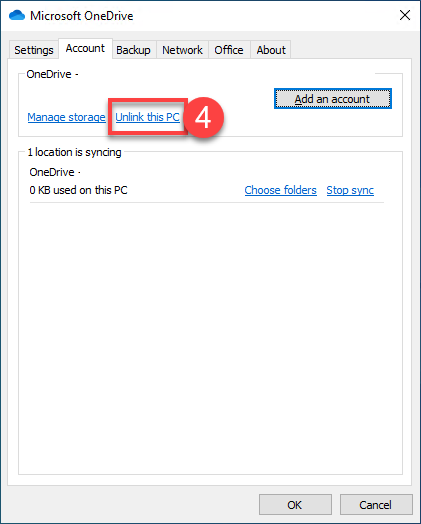 Microsoft OneDrive
Settings Account Backup Network Office About
OneDrive -
Add an account
Manage storage Unlink this PC 4
1 location is syncing
OneDrive -
0 KB used on this PC Choose folders Stop sync
OK Cancel